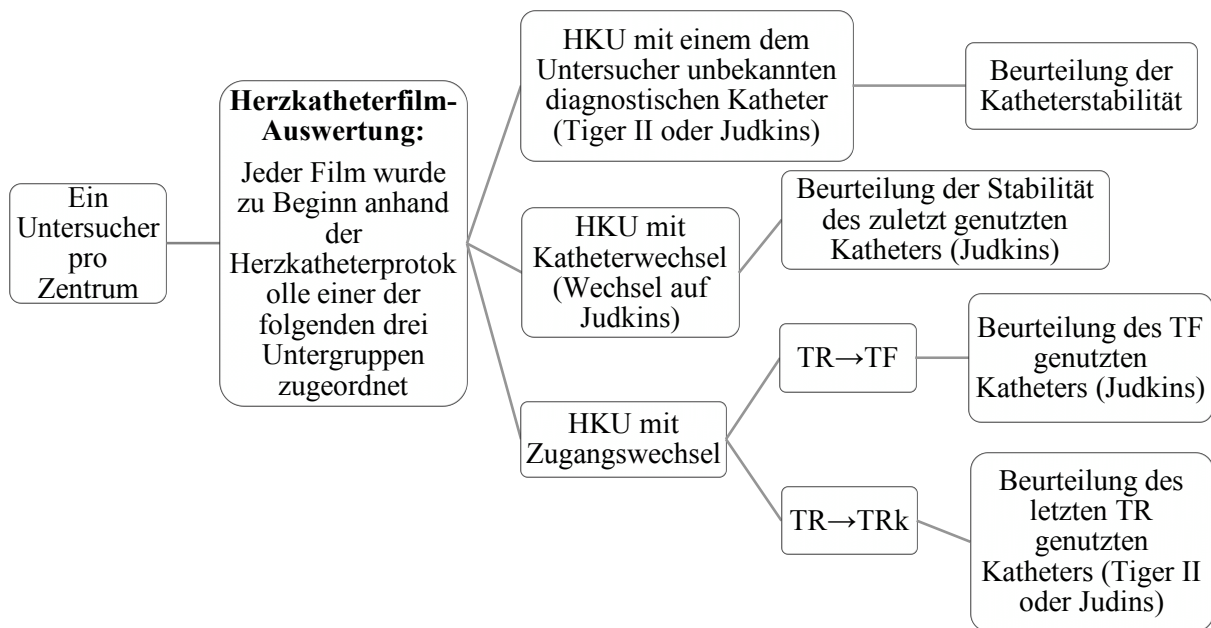 Ein
Untersucher
pro
Zentrum
Herzkatheterfilm-
Auswertung:
Jeder Film wurde
zu Beginn anhand
der
Herzkatheterprotok
olle einer der
folgenden drei
Untergruppen
zugeordnet
HKU mit einem dem
Untersucher unbekannten
diagnostischen Katheter
(Tiger II oder Judkins)
Beurteilung der
Katheterstabilität
HKU mit
Katheterwechsel
(Wechsel auf
Judkins)
Beurteilung der Stabilität
des zuletzt genutzten
Katheters (Judkins)
HKU mit
Zugangswechsel
TR→TF
Beurteilung des TF
genutzten
Katheters (Judkins)
TR→TRk
Beurteilung des
letzten TR
genutzten
Katheters (Tiger II
oder Judins)